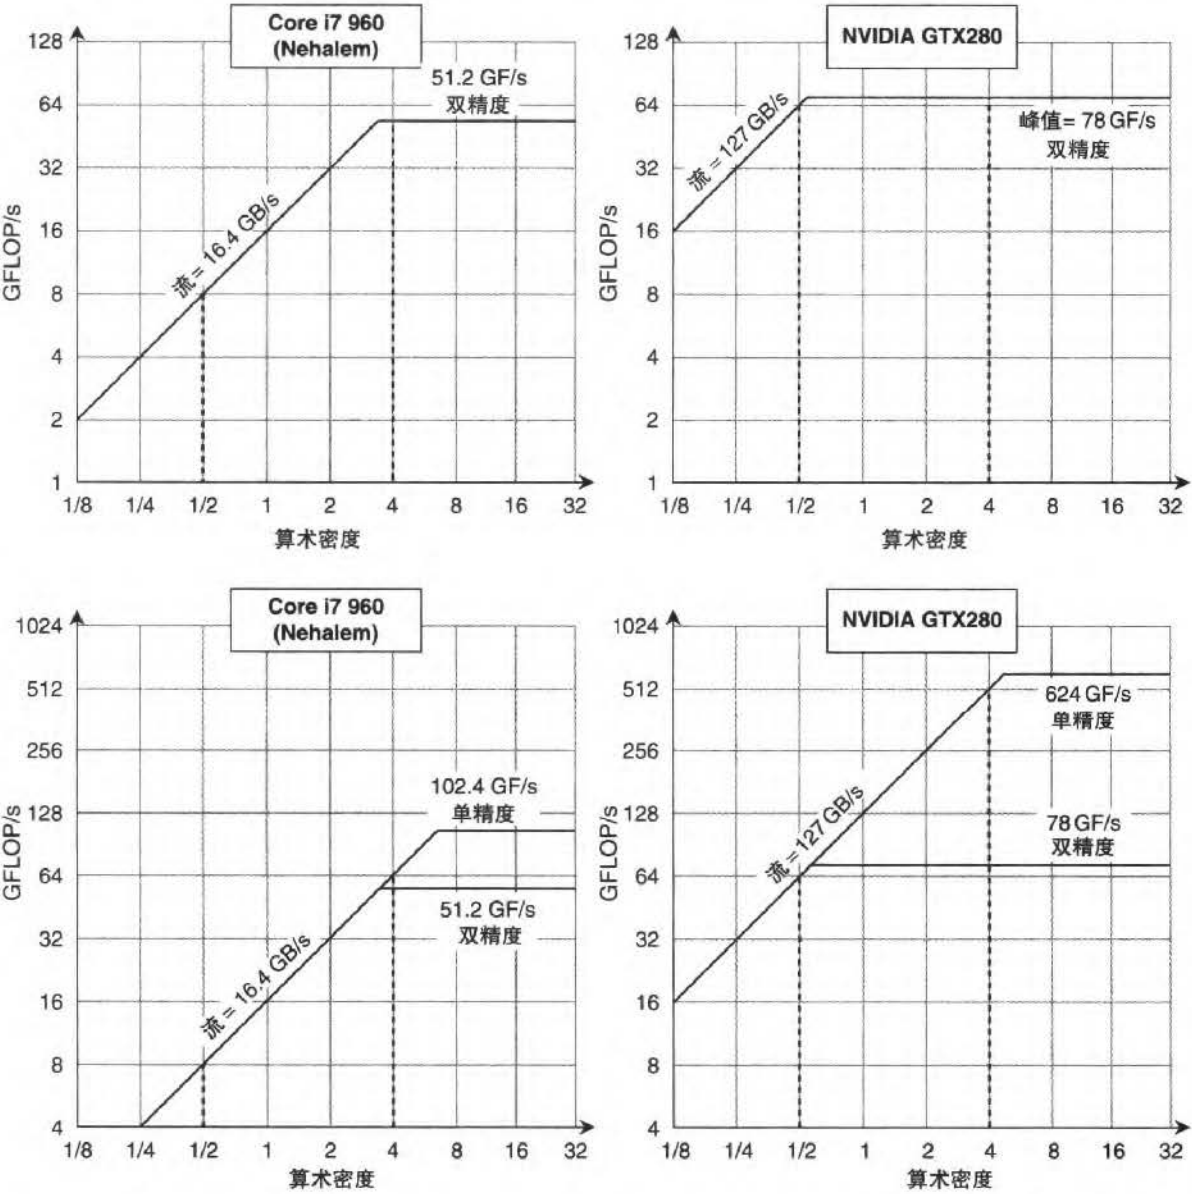 Core i7 960
(Nehalem)
128
64
32
16
8
4
2
1
GFLOP/s
51.2 GF/s
双精度
流 = 16.4 GB/s
1/8 1/4 1/2 1 2 4 8 16 32
算术密度
NVIDIA GTX280
128
64
32
16
8
4
2
1
GFLOP/s
流 = 127 GB/s
峰值= 78 GF/s
双精度
1/8 1/4 1/2 1 2 4 8 16 32
算术密度
Core i7 960
(Nehalem)
1024
512
256
128
64
32
16
8
4
GFLOP/s
102.4 GF/s
单精度
51.2 GF/s
双精度
流 = 16.4 GB/s
1/8 1/4 1/2 1 2 4 8 16 32
算术密度
NVIDIA GTX280
1024
512
256
128
64
32
16
8
4
GFLOP/s
624 GF/s
单精度
78 GF/s
双精度
流 = 127 GB/s
1/8 1/4 1/2 1 2 4 8 16 32
算术密度